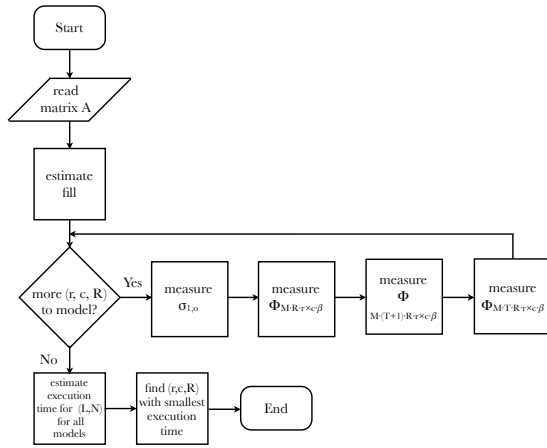 Start
read
matrix A
estimate
fill
more (r, c, R)
to model?
Yes
measure
σ1,0
measure
ΦM·R·r×c·β
measure
Φ
M·(T+1)·R·r×c·β
measure
ΦM·T·R·r×c·β
No
estimate
execution
time for (L,N)
for all
models
find (r,c,R)
with smallest
execution
time
End